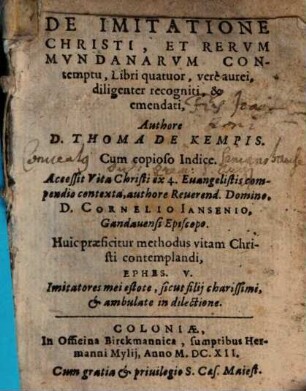 DE IMITATIONE
CHRISTI, ET RERVM
MVNDANARVM CON-
temptu, Libri quatuor, verè aurei,
diligenter recogniti, &
emendati,
Authore
D. THOMA DE KEMPIS.
Cum copioso Indice.
Accessit Vita Christi ex 4. Euangelistis com-
pendio contexta, authore Reuerend. Domino,
D. CORNELIO IANSENIO,
Gandauensi Episcopo.
Huic præficitur methodus vitam Chri-
sti contemplandi,
EPHES. V.
Imitatores mei estote, sicut filij charissimi,
& ambulate in dilectione.
COLONIÆ,
In Officina Birckmannica, sumptibus Her-
manni Mylij, Anno M. DC. XII.
Cum gratia & priuilegio S. Cæs. Maiest.